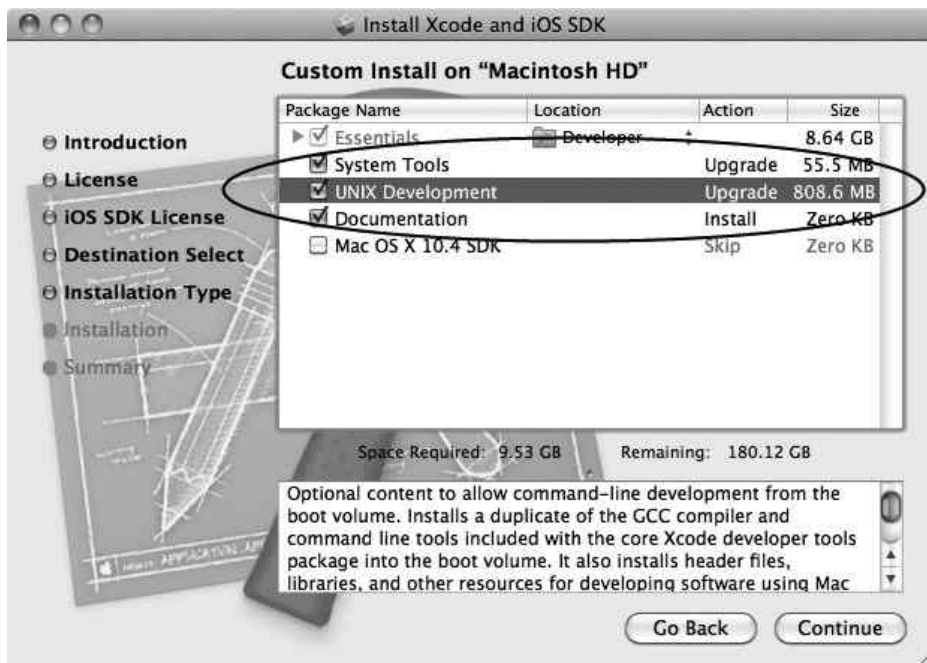 Install Xcode and iOS SDK
Custom Install on “Macintosh HD”
Introduction
License
iOS SDK License
Destination Select
Installation Type
Installation
Summary
Package Name Location Action Size
Essentials Developer 8.64 GB
System Tools Upgrade 55.5 MB
UNIX Development Upgrade 808.6 MB
Documentation Install Zero KB
Mac OS X 10.4 SDK Skip Zero KB
Space Required: 9.53 GB Remaining: 180.12 GB
Optional content to allow command-line development from the
boot volume. Installs a duplicate of the GCC compiler and
command line tools included with the core Xcode developer tools
package into the boot volume. It also installs header files,
libraries, and other resources for developing software using Mac
APPLICATION
Go Back Continue